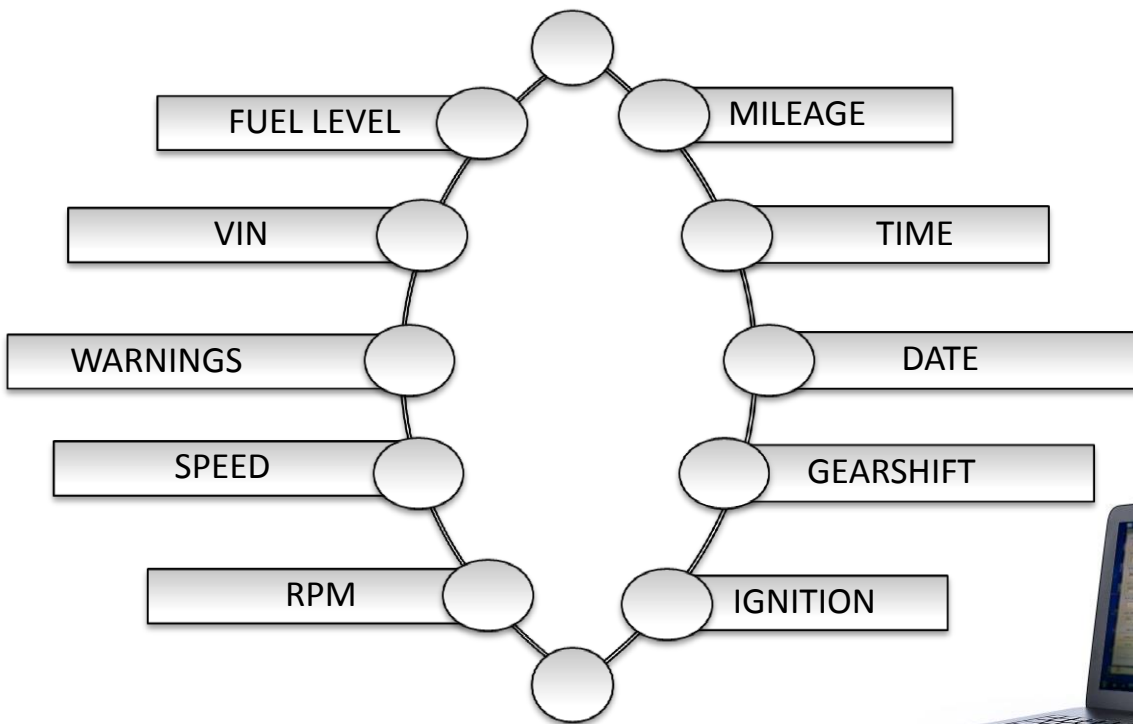 FUEL LEVEL
MILEAGE
VIN
TIME
WARNINGS
DATE
SPEED
GEARSHIFT
RPM
IGNITION